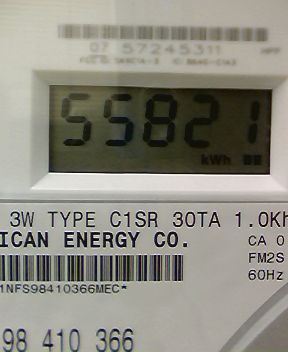 07 57245311
55821
kWh
3W TYPE C1SR 30TA 1.0Kh
ICAN ENERGY CO.
CA 0
FM2S
60Hz
1NFS98410366MEC*
98 410 366